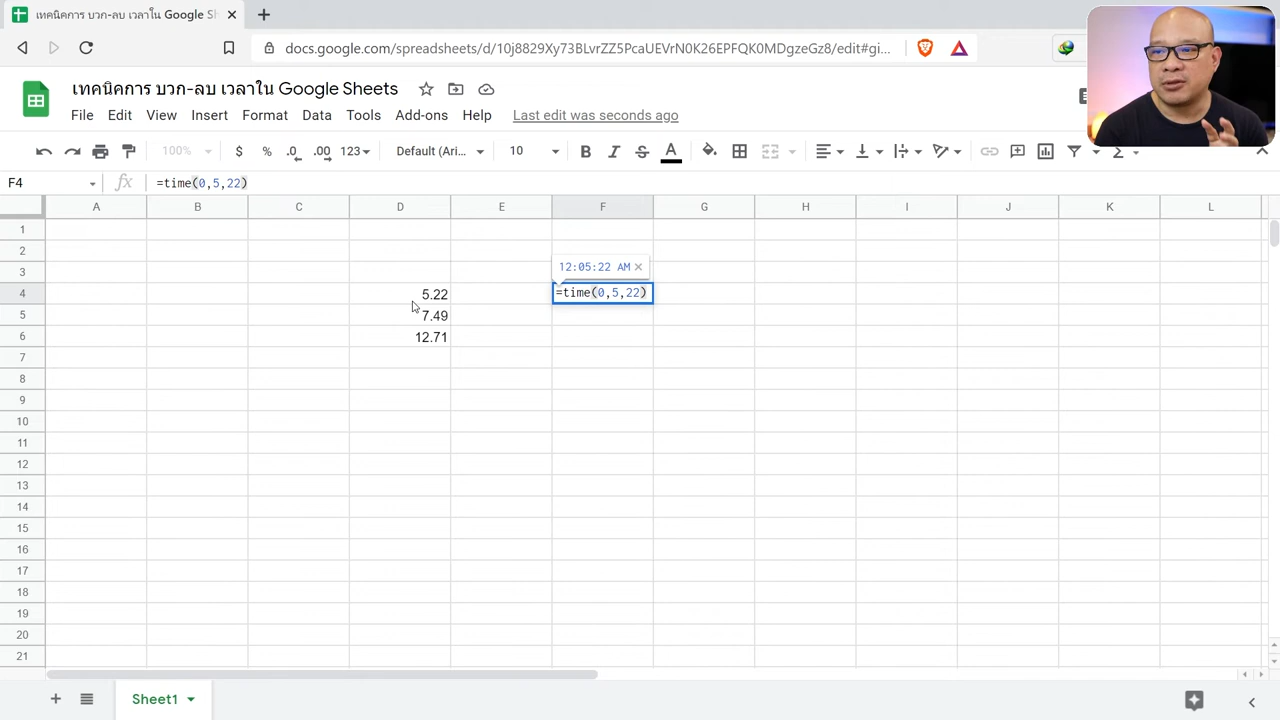 เทคนิคการ บวก-ลบ เวลาใน Google Sh
docs.google.com/spreadsheets/d/10j8829Xy73BLvrZZ5PcaUEVrN0K26EPFQK0MDgzeGz8/edit#gi...
เทคนิคการ บวก-ลบ เวลาใน Google Sheets
File Edit View Insert Format Data Tools Add-ons Help Last edit was seconds ago
100% $ % .0 .00 123 Default (Ari... 10 B I S A Σ
F4 fx =time(0,5,22)
A B C D E F G H I J K L
1
2
3
12:05:22 AM ×
4 5.22 =time(0,5,22)
5 7.49
6 12.71
7
8
9
10
11
12
13
14
15
16
17
18
19
20
21
Sheet1